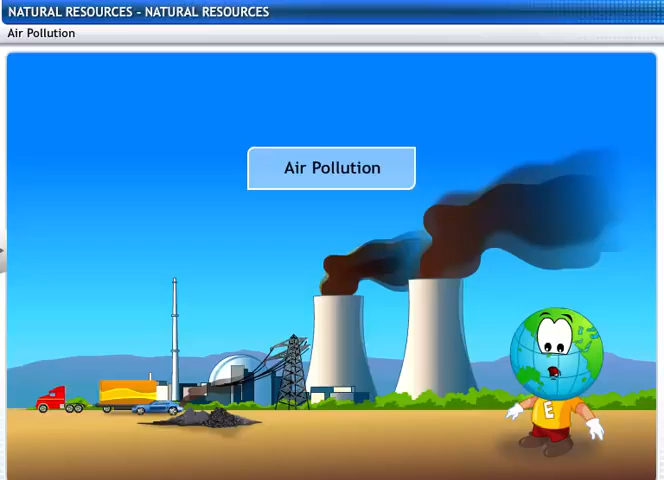 NATURAL RESOURCES - NATURAL RESOURCES
Air Pollution
Air Pollution
E